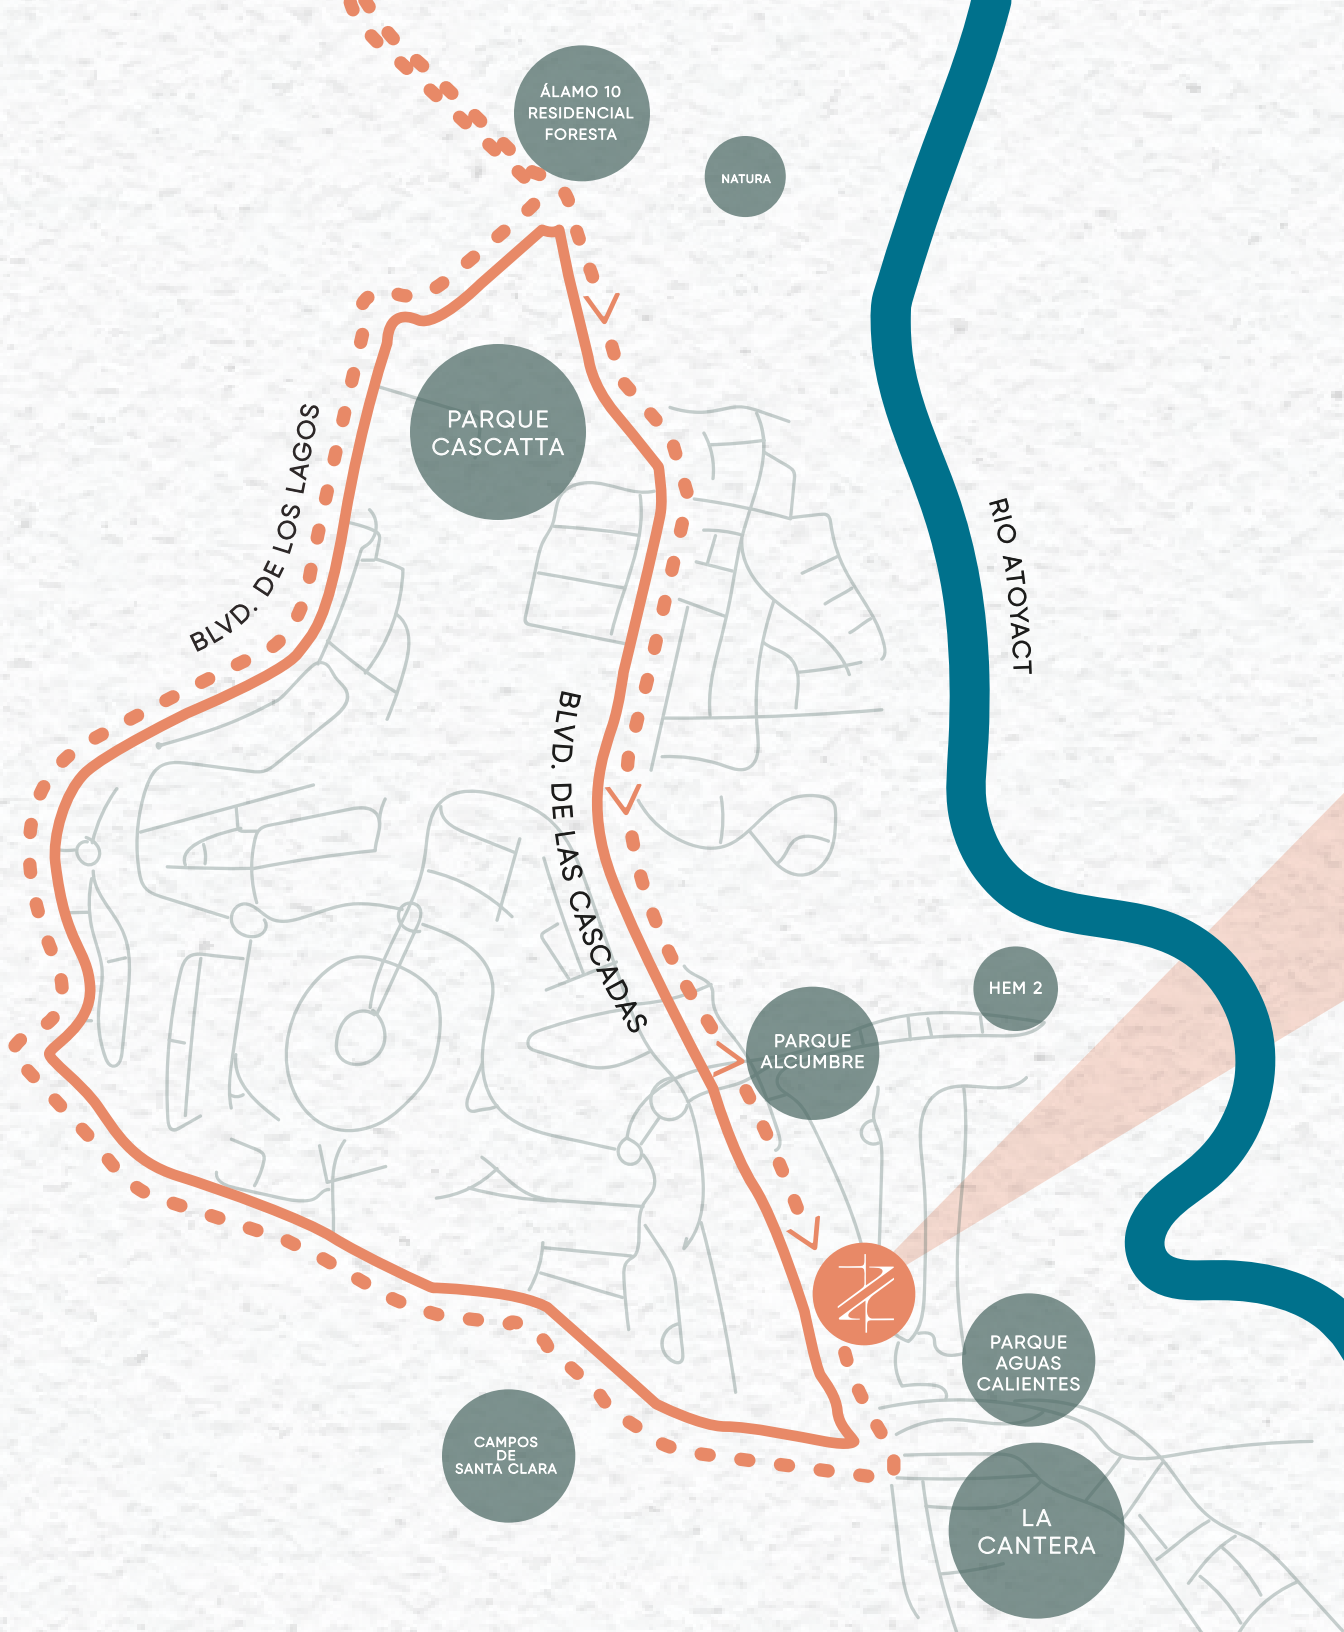 ÁLAMO 10
RESIDENCIAL
FORESTA
NATURA
PARQUE
CASCATTA
BLVD. DE LOS LAGOS
RIO ATOYACT
BLVD. DE LAS CASCADAS
HEM 2
PARQUE
ALCUMBRE
PARQUE
AGUAS
CALIENTES
CAMPOS
DE
SANTA CLARA
LA
CANTERA